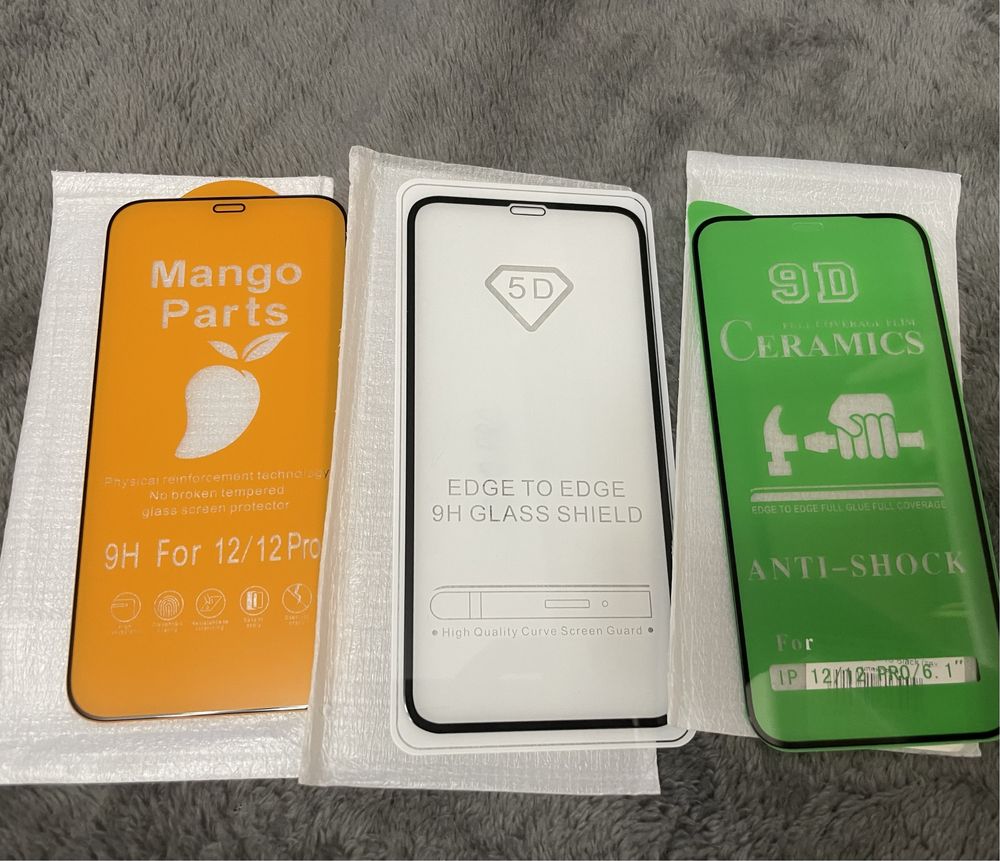 Mango
Parts
Physical reinforcement technology
No broken tempered
glass screen protector
9H For 12/12Pro
5D
EDGE TO EDGE
9H GLASS SHIELD
High Quality Curve Screen Guard
9D
FULL COVERAGE FILM
CERAMICS
EDGE TO EDGE FULL GLUE FULL COVERAGE
ANTI-SHOCK
For
IP 12/12 PRO/6.1"